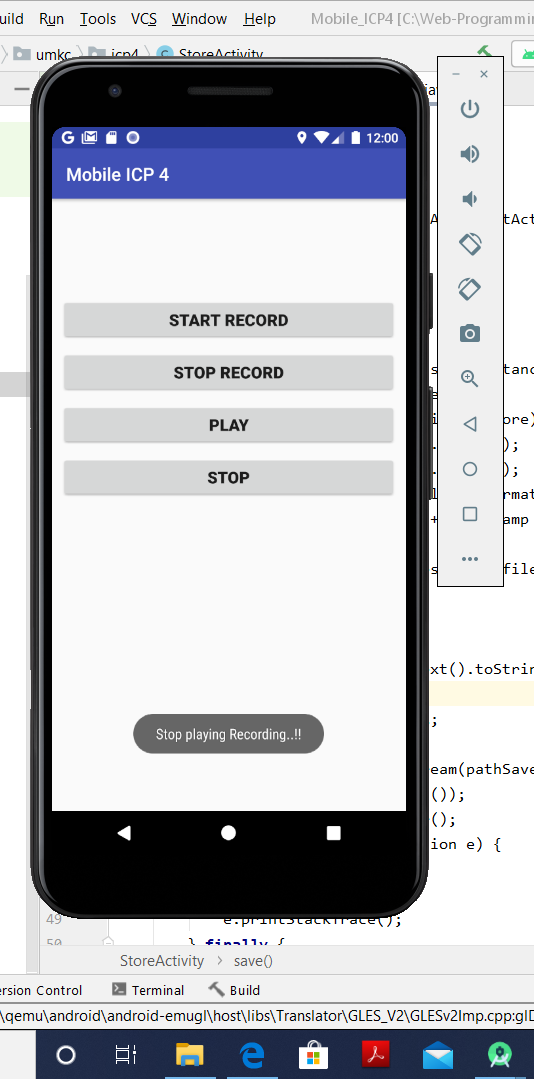 uild Run Tools VCS Window Help Mobile_ICP4 [C:\Web-Programmin
umkc icp4 StoreActivity
G 12:00
Mobile ICP 4
START RECORD
STOP RECORD
PLAY
STOP
Stop playing Recording..!!
tAct
s tance
e
i ore)
. );
. );
l rmat
+ amp
s file
xt().toStrin
;
eam(pathSave
());
();
ion e) {
49 e.printStackTrace();
50 } finally {
StoreActivity > save()
ersion Control Terminal Build
\qemu\android\android-emugl\host\libs\Translator\GLES_V2\GLESv2Imp.cpp:glD